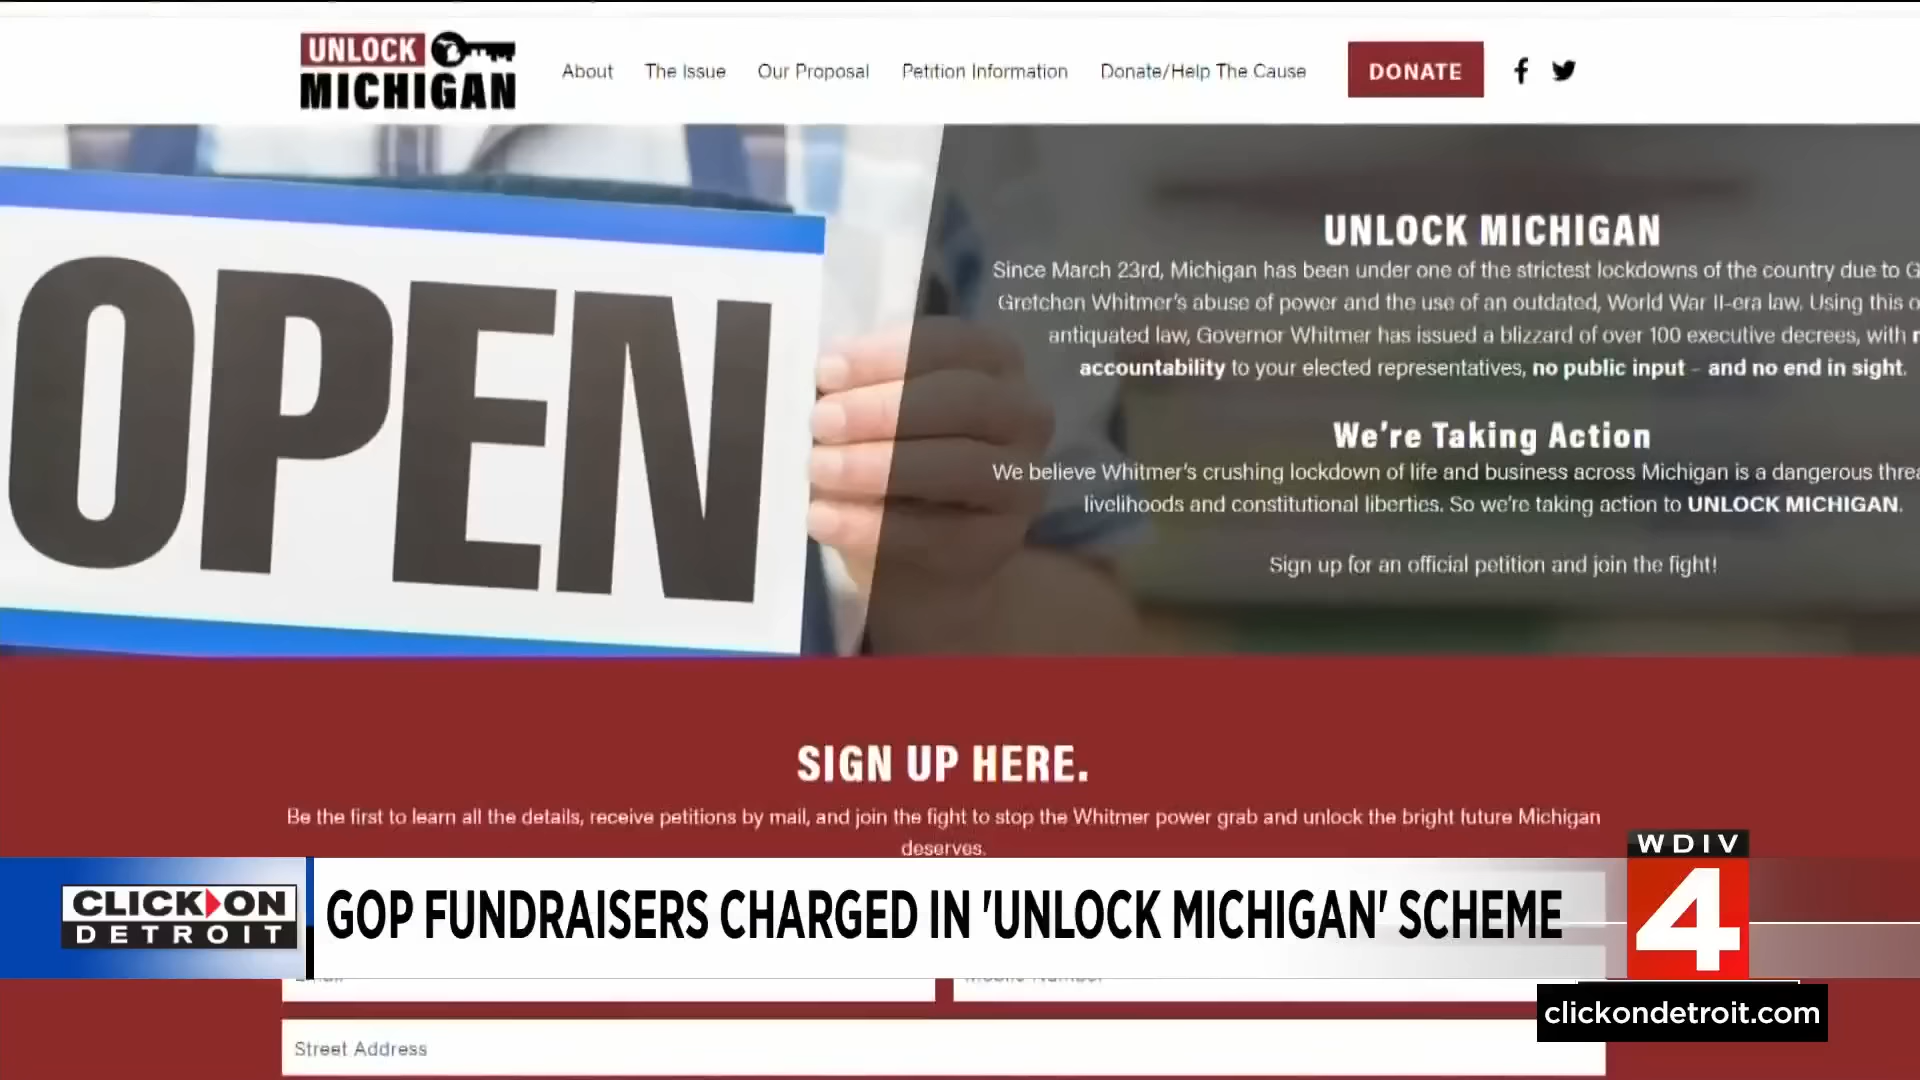 UNLOCK
MICHIGAN
About The Issue Our Proposal Petition Information Donate/Help The Cause DONATE
OPEN
UNLOCK MICHIGAN
Since March 23rd, Michigan has been under one of the strictest lockdowns of the country due to G
Gretchen Whitmer's abuse of power and the use of an outdated, World War II-era law. Using this o
antiquated law, Governor Whitmer has issued a blizzard of over 100 executive decrees, with
accountability to your elected representatives, no public input – and no end in sight.
We're Taking Action
We believe Whitmer's crushing lockdown of life and business across Michigan is a dangerous threa
livelihoods and constitutional liberties. So we're taking action to UNLOCK MICHIGAN.
Sign up for an official petition and join the fight!
SIGN UP HERE.
Be the first to learn all the details, receive petitions by mail, and join the fight to stop the Whitmer power grab and unlock the bright future Michigan
deserves.
CLICK ON
DETROIT
GOP FUNDRAISERS CHARGED IN 'UNLOCK MICHIGAN' SCHEME
WDIV
4
clickondetroit.com
Street Address